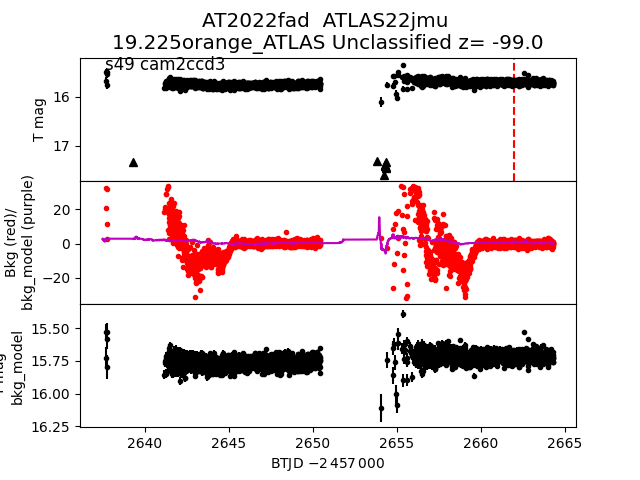 AT2022fad  ATLAS22jmu
19.225orange_ATLAS Unclassified z= -99.0
s49 cam2ccd3
T mag
16
17
Bkg (red)/
bkg_model (purple)
20
0
−20
mag
bkg_model
15.50
15.75
16.00
16.25
2640
2645
2650
2655
2660
2665
BTJD −2 457 000